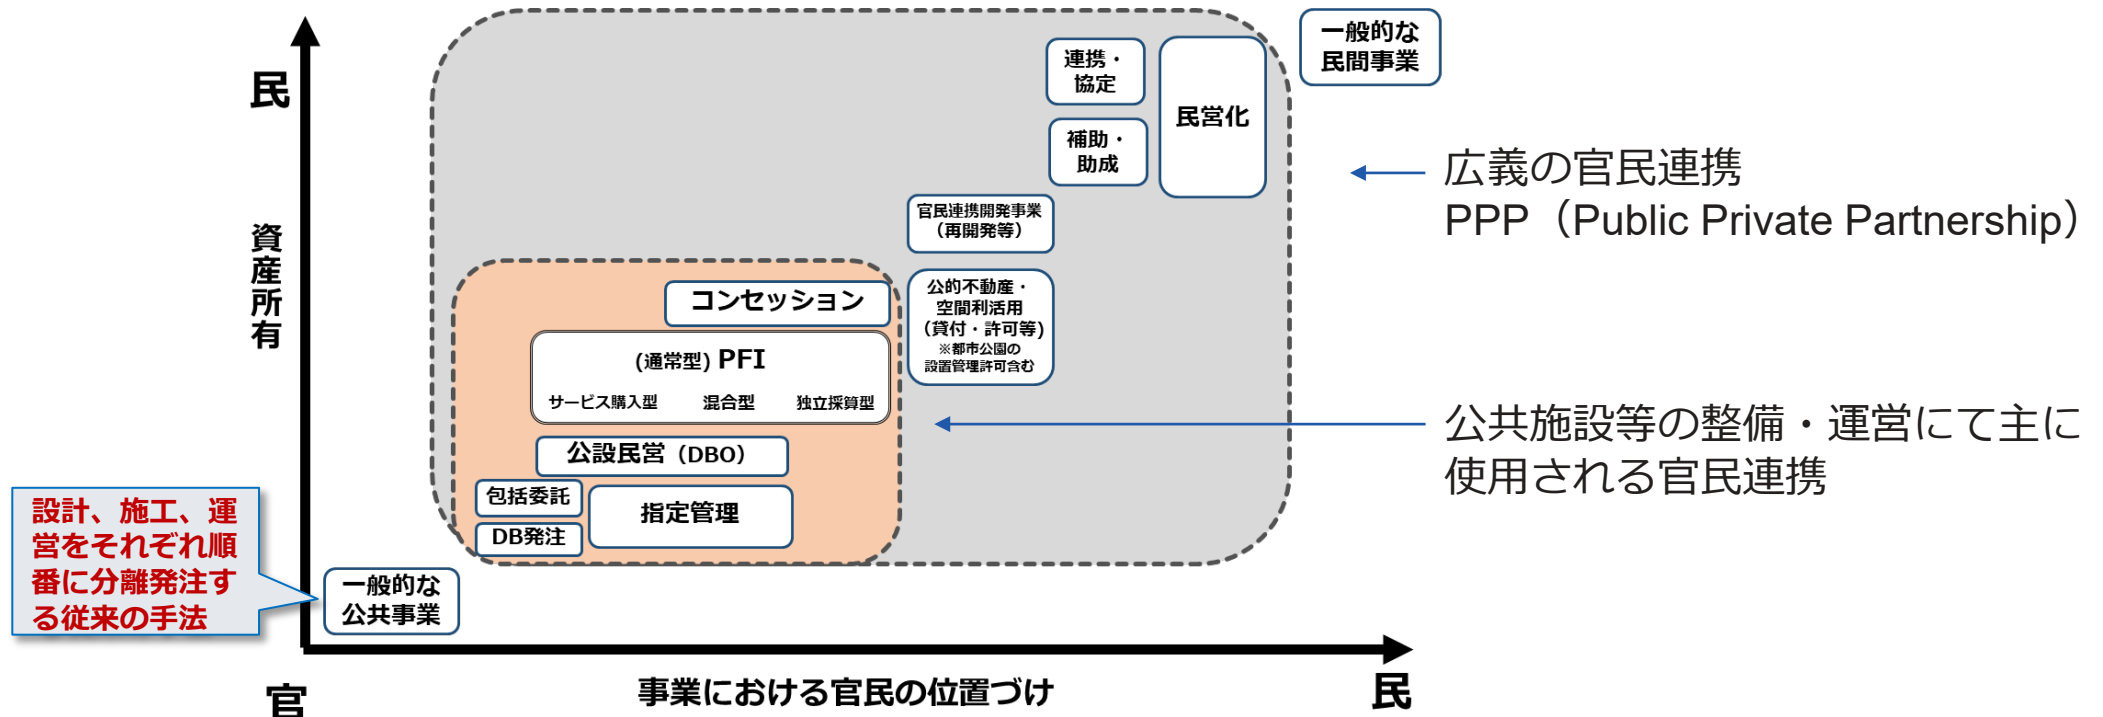 民
資産所有
官
一般的な
民間事業
連携・
協定
民営化
補助・
助成
広義の官民連携
PPP（Public Private Partnership）
官民連携開発事業
（再開発等）
コンセッション
公的不動産・
空間利活用
（貸付・許可等）
※都市公園の
設置管理許可含む
(通常型) PFI
サービス購入型 混合型 独立採算型
公設民営（DBO）
包括委託
指定管理
DB発注
公共施設等の整備・運営にて主に
使用される官民連携
設計、施工、運
営をそれぞれ順
番に分離発注す
る従来の手法
一般的な
公共事業
事業における官民の位置づけ
民